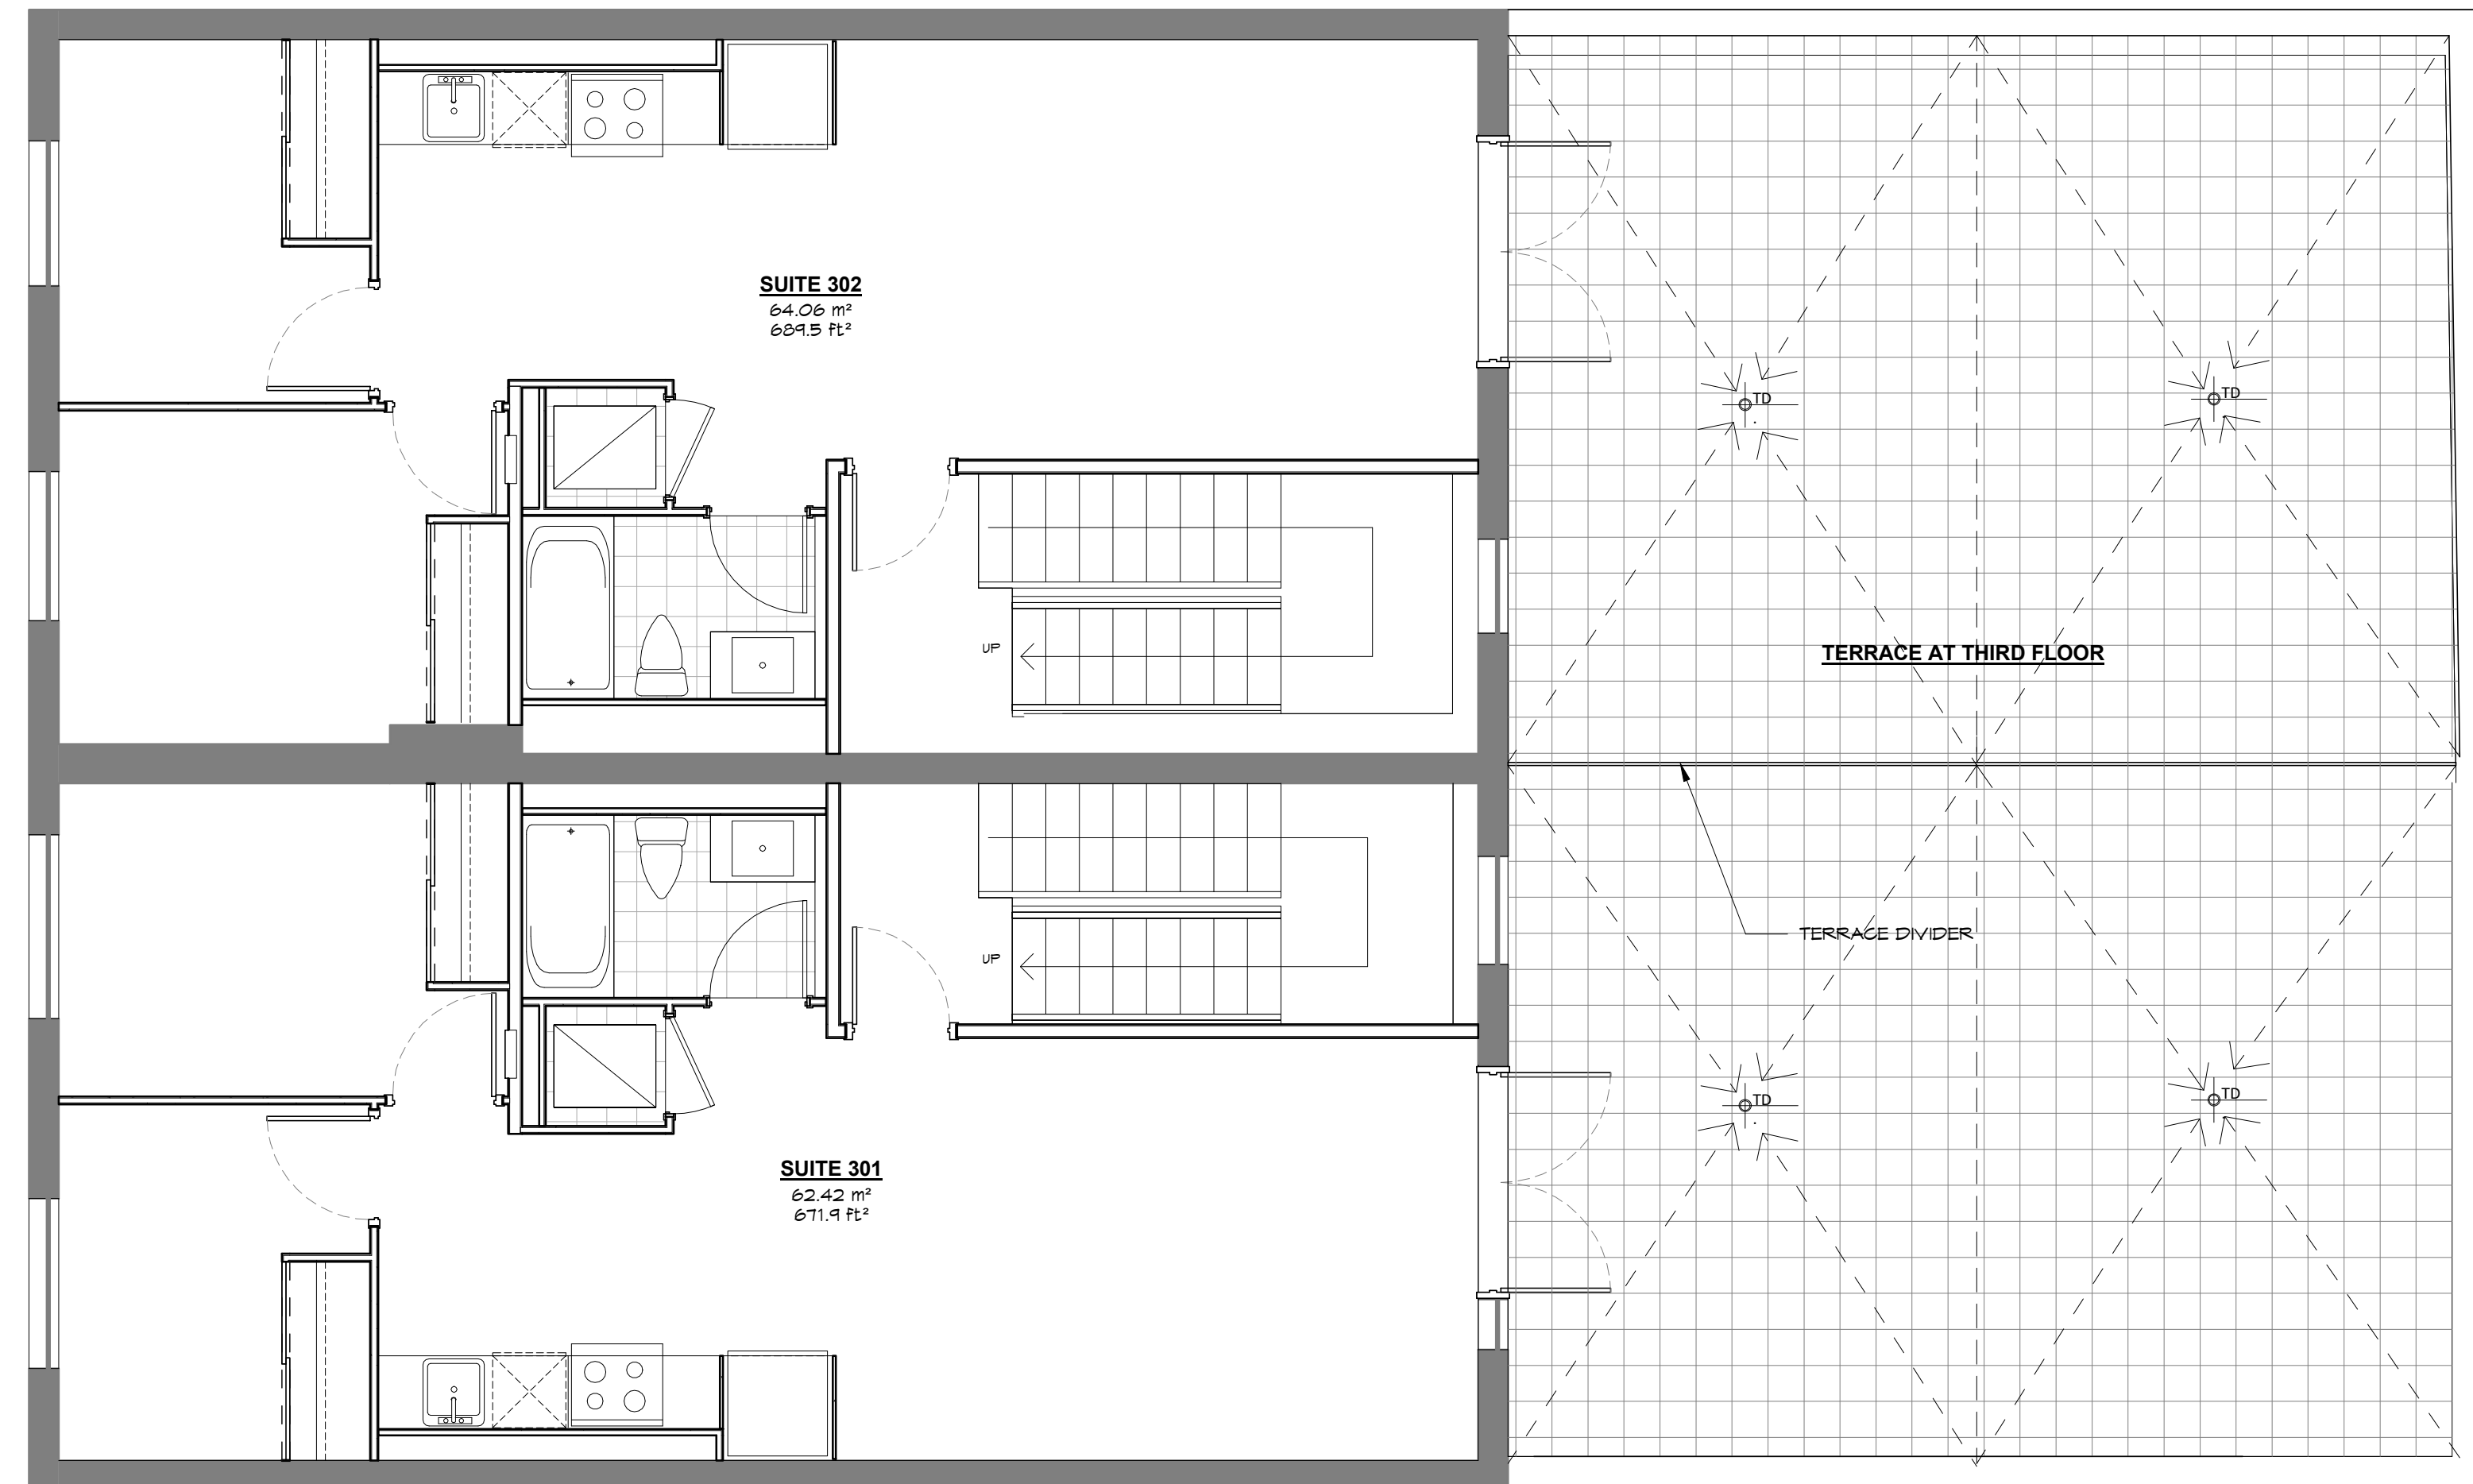 SUITE 302
64.06 m²
689.5 ft²
TD
TD
UP
TERRACE AT THIRD FLOOR
TERRACE DIVIDER
UP
TD
TD
SUITE 301
62.42 m²
671.9 ft²